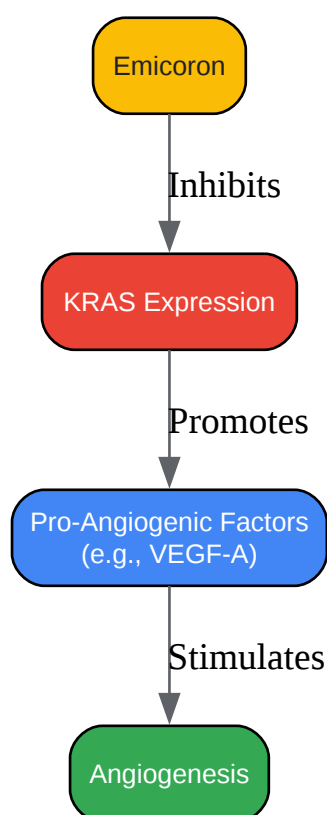 Emicoron
Inhibits
KRAS Expression
Promotes
Pro-Angiogenic Factors
(e.g., VEGF-A)
Stimulates
Angiogenesis